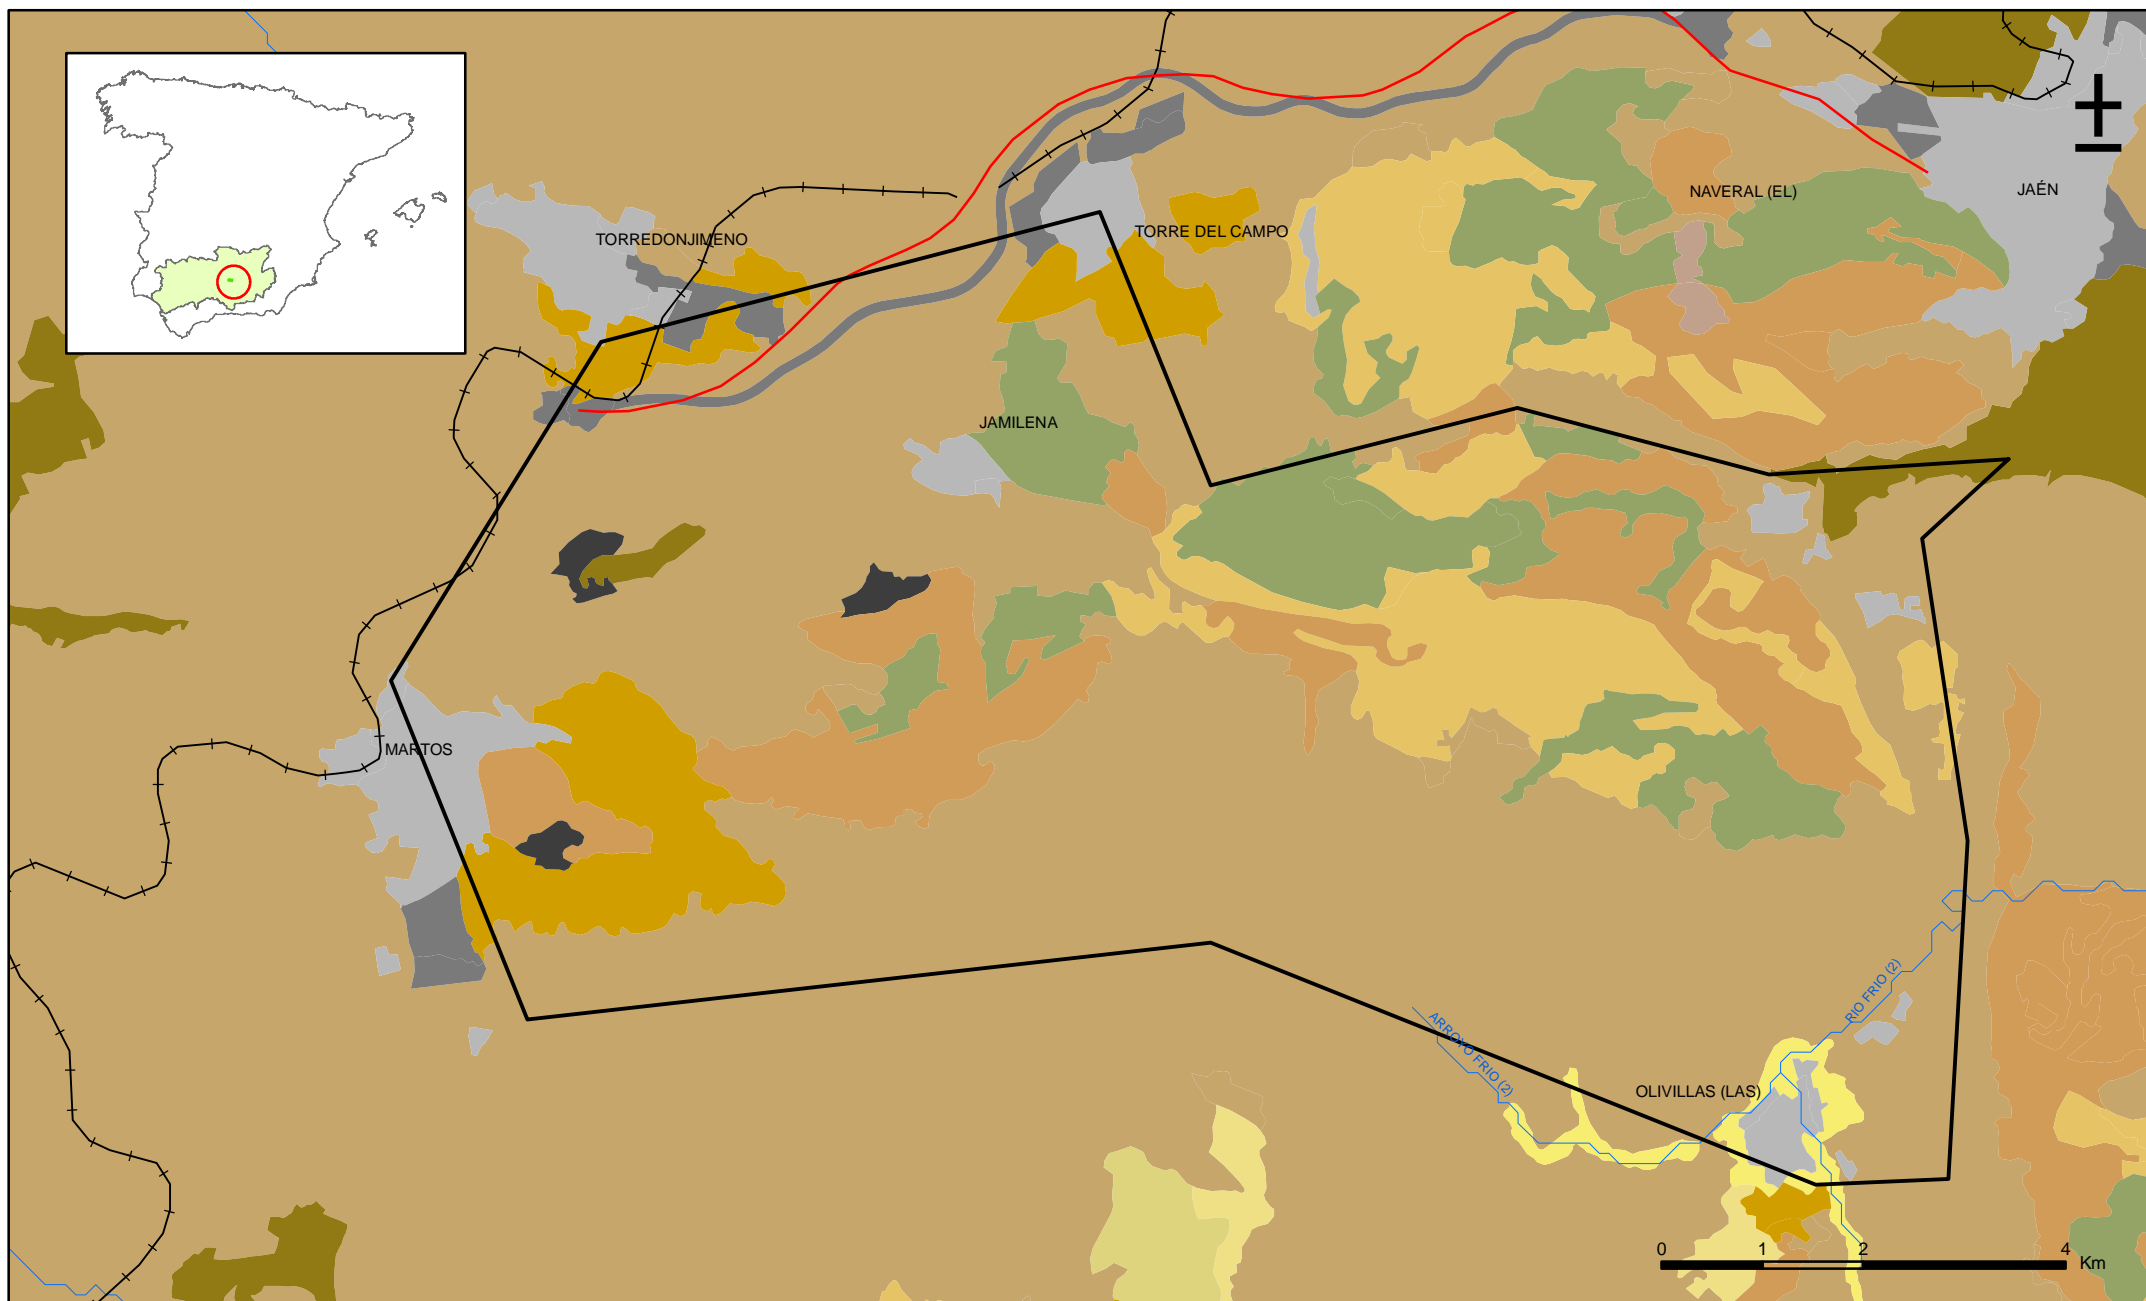 NAVERAL (EL)
JAÉN
TORREDONJIMENO
TORRE DEL CAMPO
JAMILENA
MARTOS
RIO FRIO (2)
ARROYO FRIO (2)
OLIVILLAS (LAS)
0 1 2 4
Km